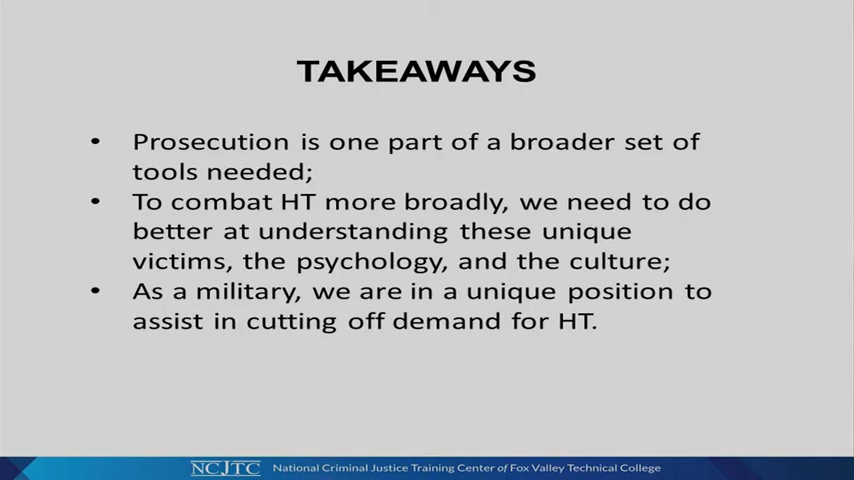 TAKEAWAYS
• Prosecution is one part of a broader set of
tools needed;
• To combat HT more broadly, we need to do
better at understanding these unique
victims, the psychology, and the culture;
• As a military, we are in a unique position to
assist in cutting off demand for HT.
NCJTC National Criminal Justice Training Center of Fox Valley Technical College